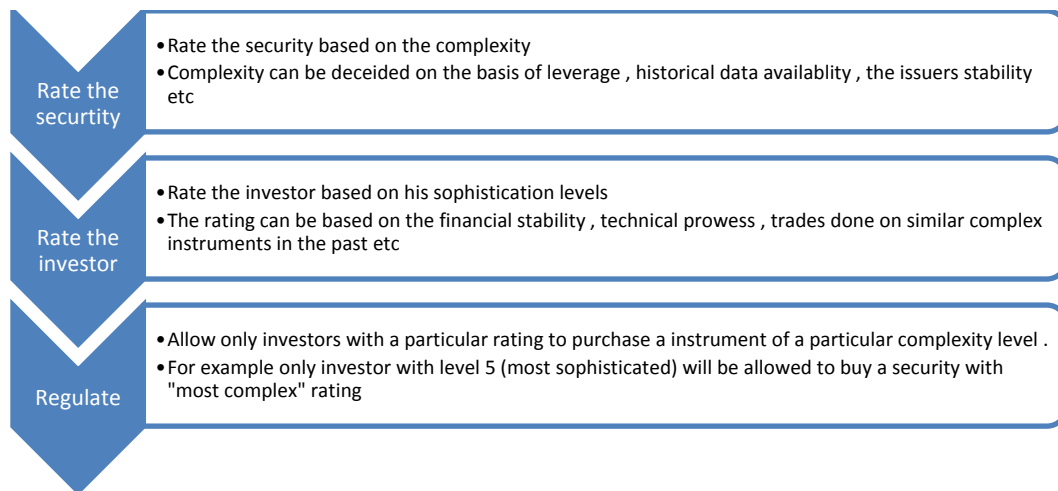 Rate the
securtity
•Rate the security based on the complexity
•Complexity can be deceided on the basis of leverage , historical data availablity , the issuers stability
etc
Rate the
investor
•Rate the investor based on his sophistication levels
•The rating can be based on the financial stability , technical prowess , trades done on similar complex
instruments in the past etc
Regulate
•Allow only investors with a particular rating to purchase a instrument of a particular complexity level .
•For example only investor with level 5 (most sophisticated) will be allowed to buy a security with
"most complex" rating